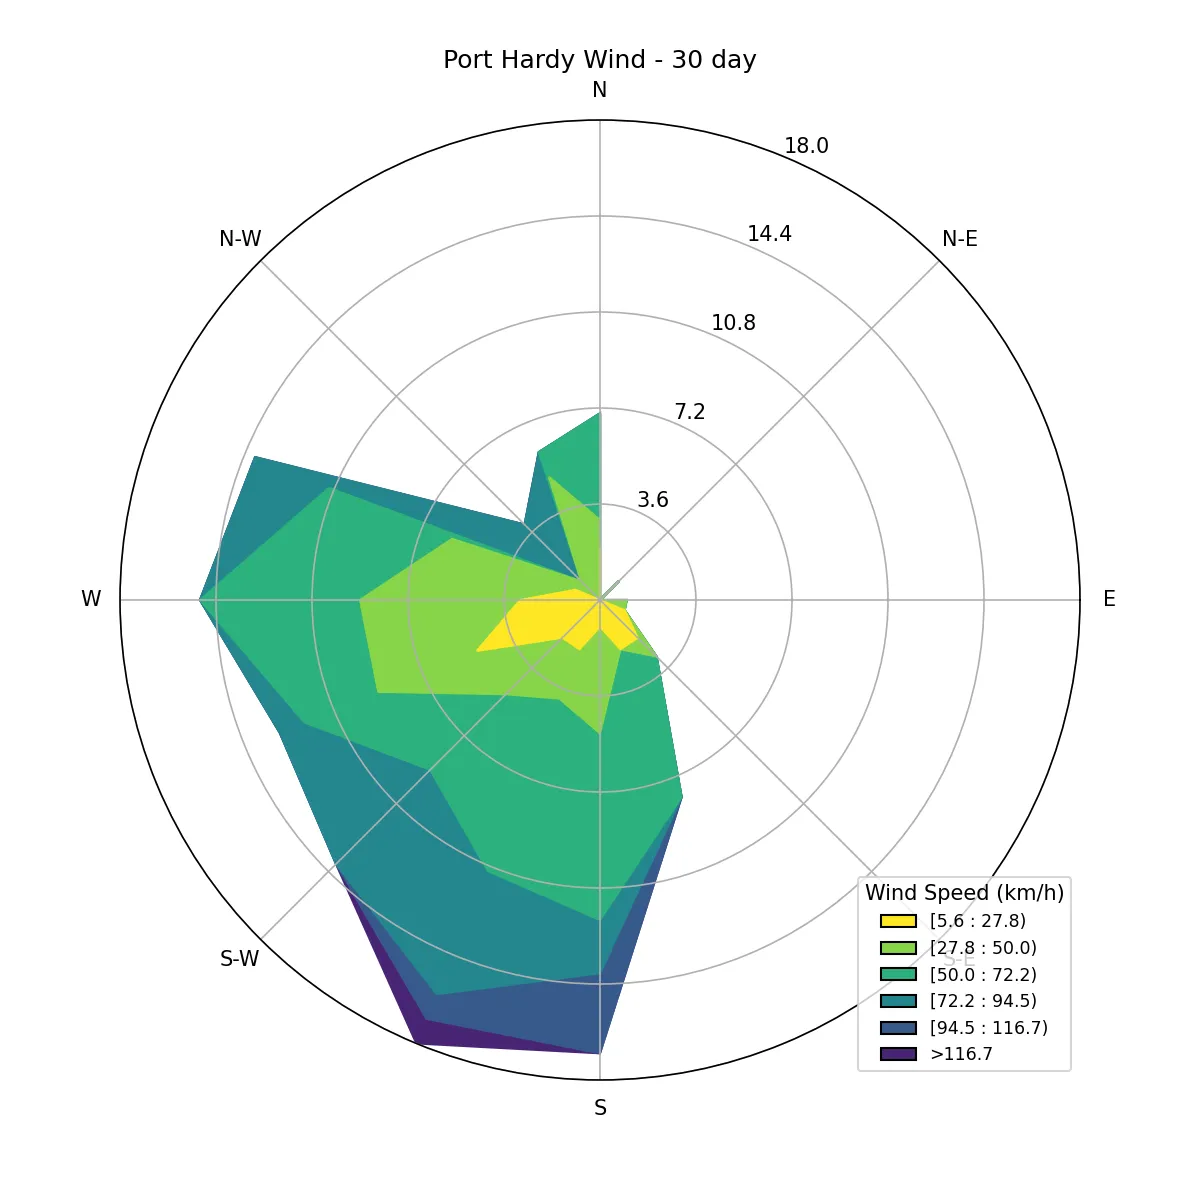 Port Hardy Wind - 30 day
N
18.0
14.4
N-W
N-E
10.8
7.2
3.6
W
E
S-W
S-E
Wind Speed (km/h)
[5.6 : 27.8)
[27.8 : 50.0)
[50.0 : 72.2)
[72.2 : 94.5)
[94.5 : 116.7)
>116.7
S